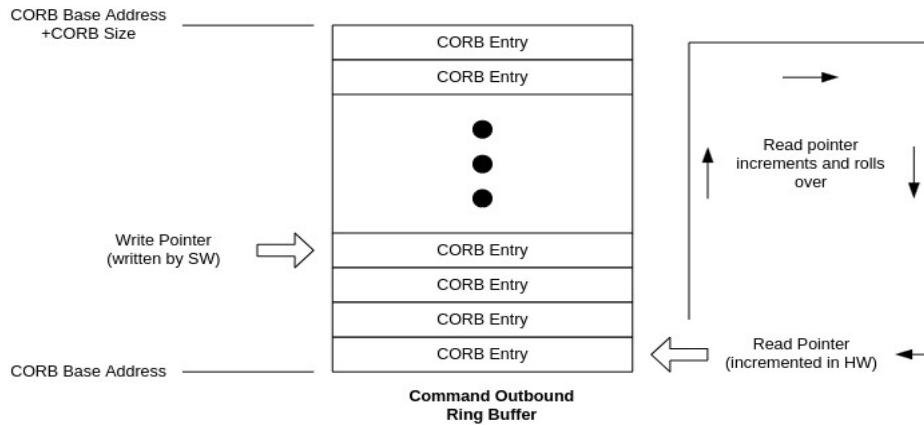 CORB Base Address
+CORB Size
CORB Entry
CORB Entry
Read pointer
increments and rolls
over
Write Pointer
(written by SW)
CORB Entry
CORB Entry
CORB Entry
CORB Entry
Read Pointer
(incremented in HW)
CORB Base Address
Command Outbound
Ring Buffer